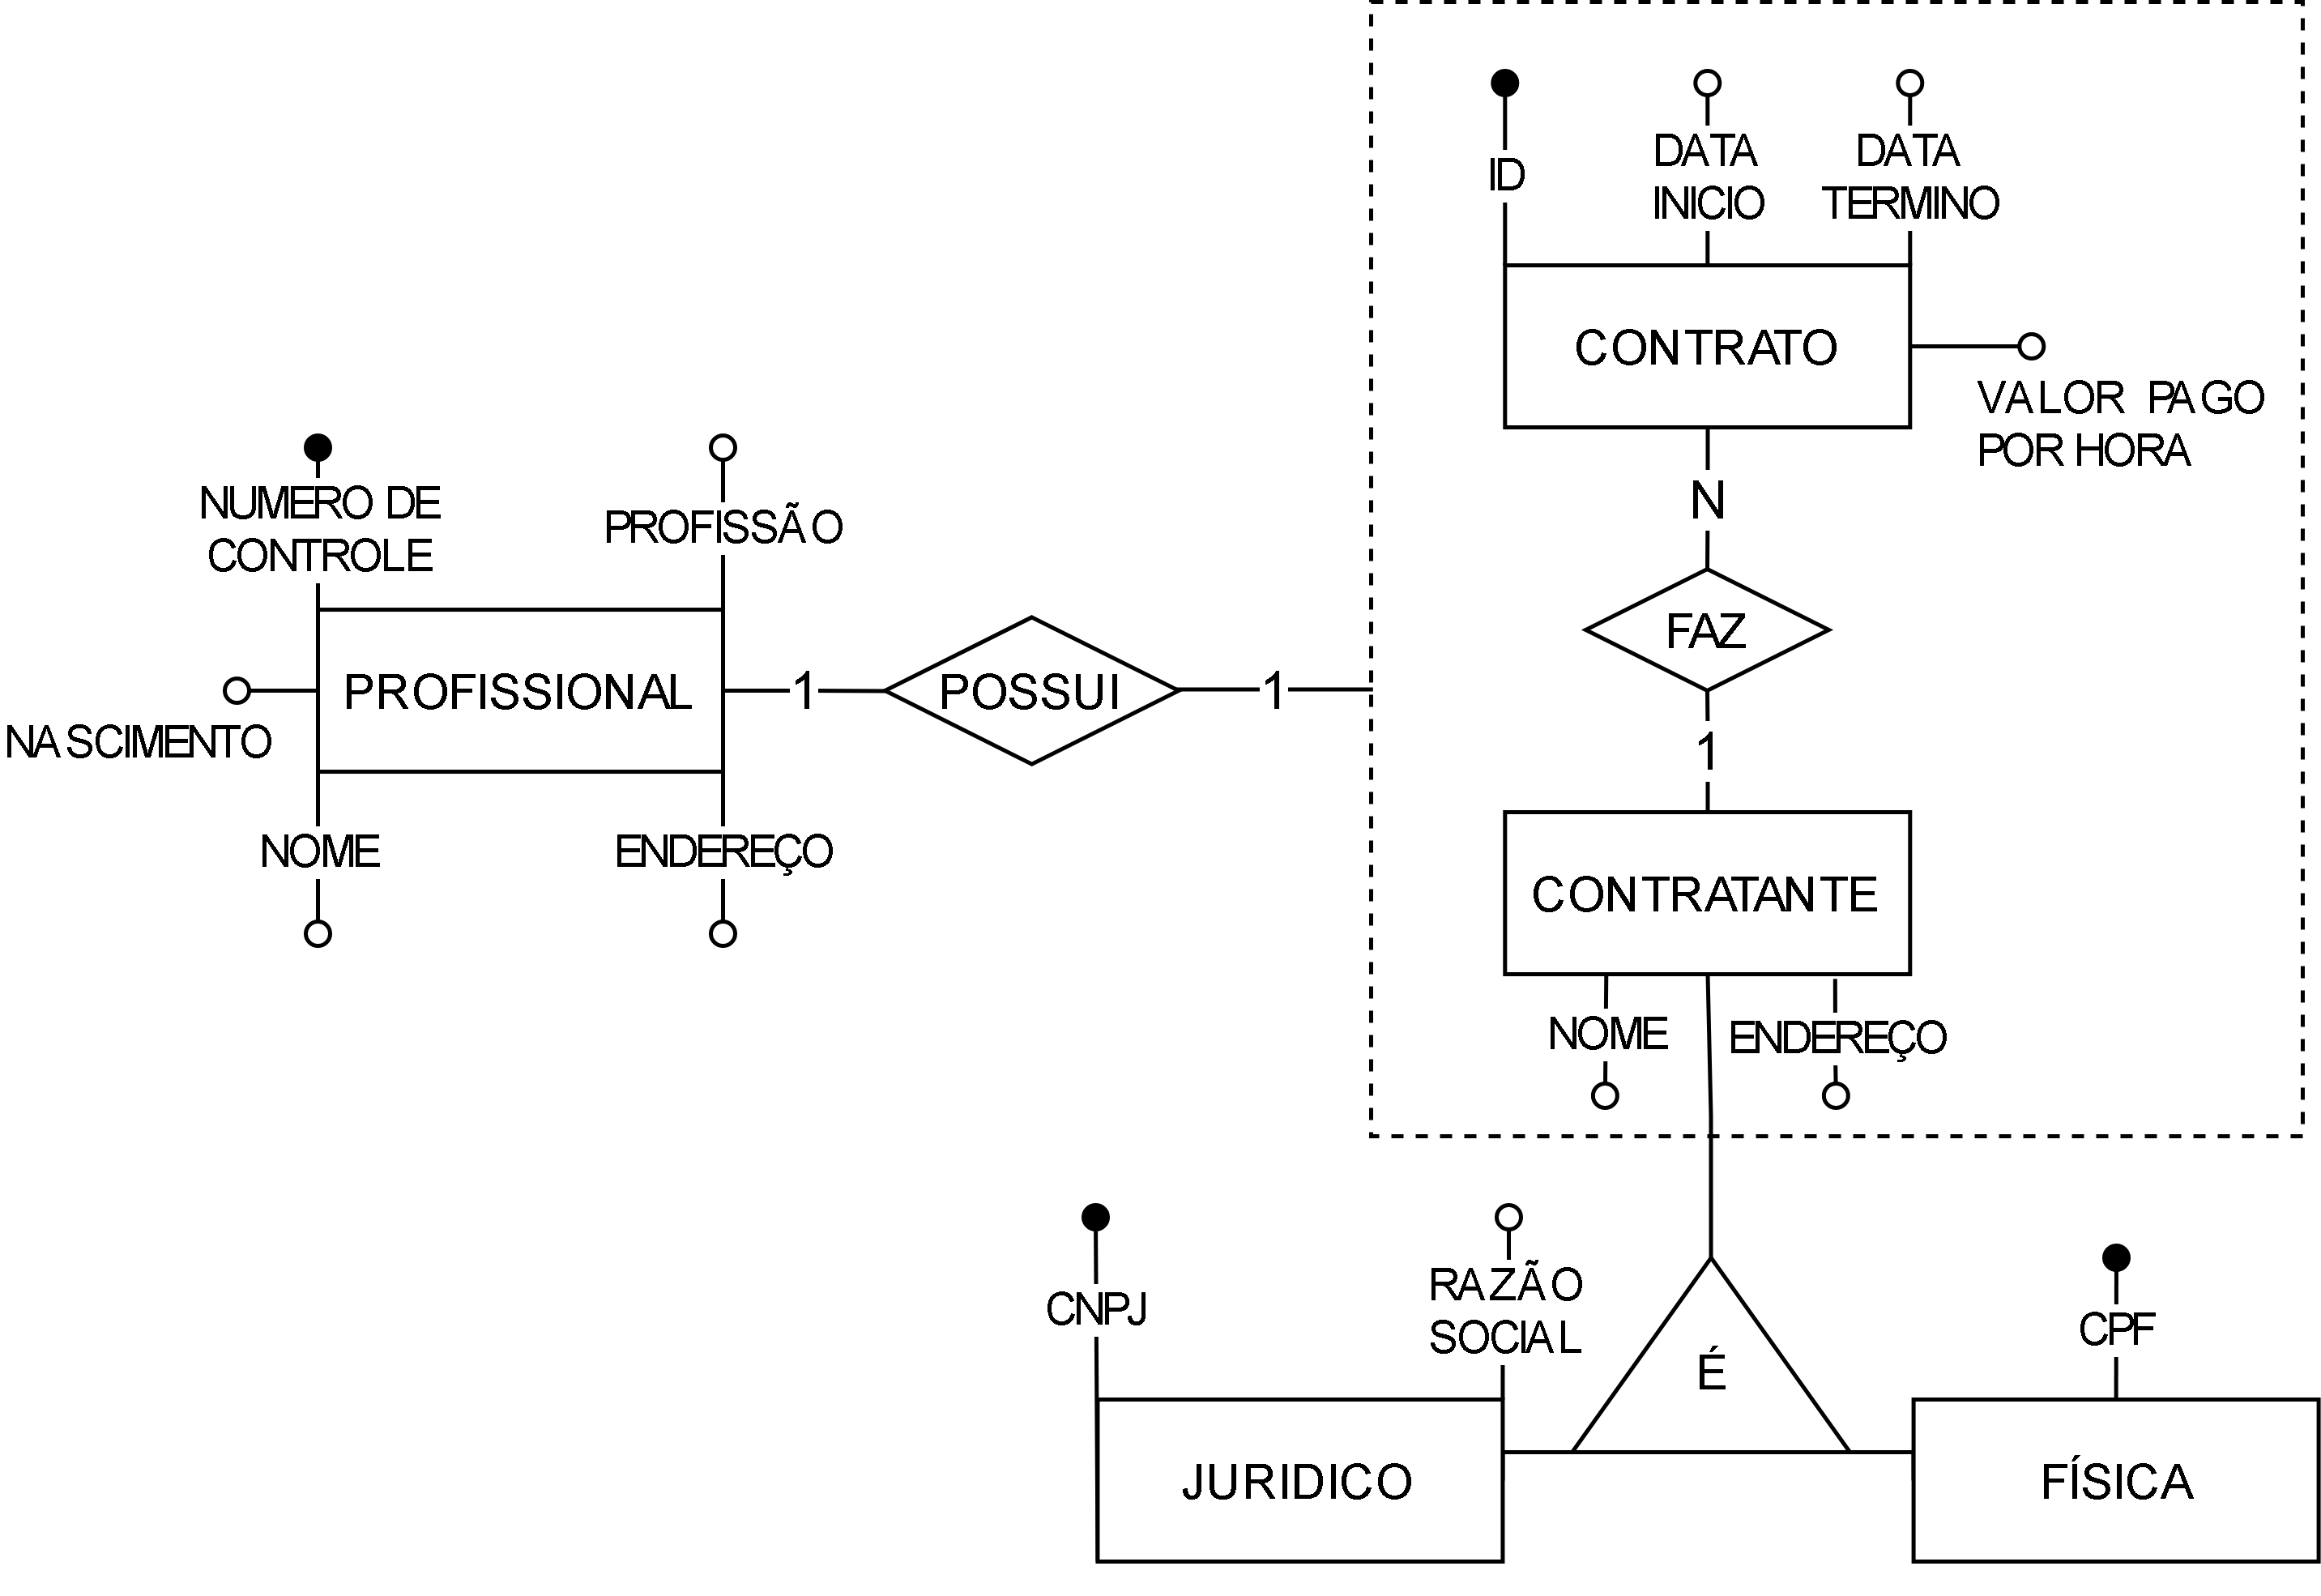 ID
DATA
INICIO
DATA
TERMINO
CONTRATO
VALOR PAGO
POR HORA
N
FAZ
1
CONTRATANTE
NOME
ENDEREÇO
NUMERO DE
CONTROLE
PROFISSÃO
PROFISSIONAL
1
POSSUI
1
NASCIMENTO
NOME
ENDEREÇO
CNPJ
RAZÃO
SOCIAL
É
CPF
JURIDICO
FÍSICA